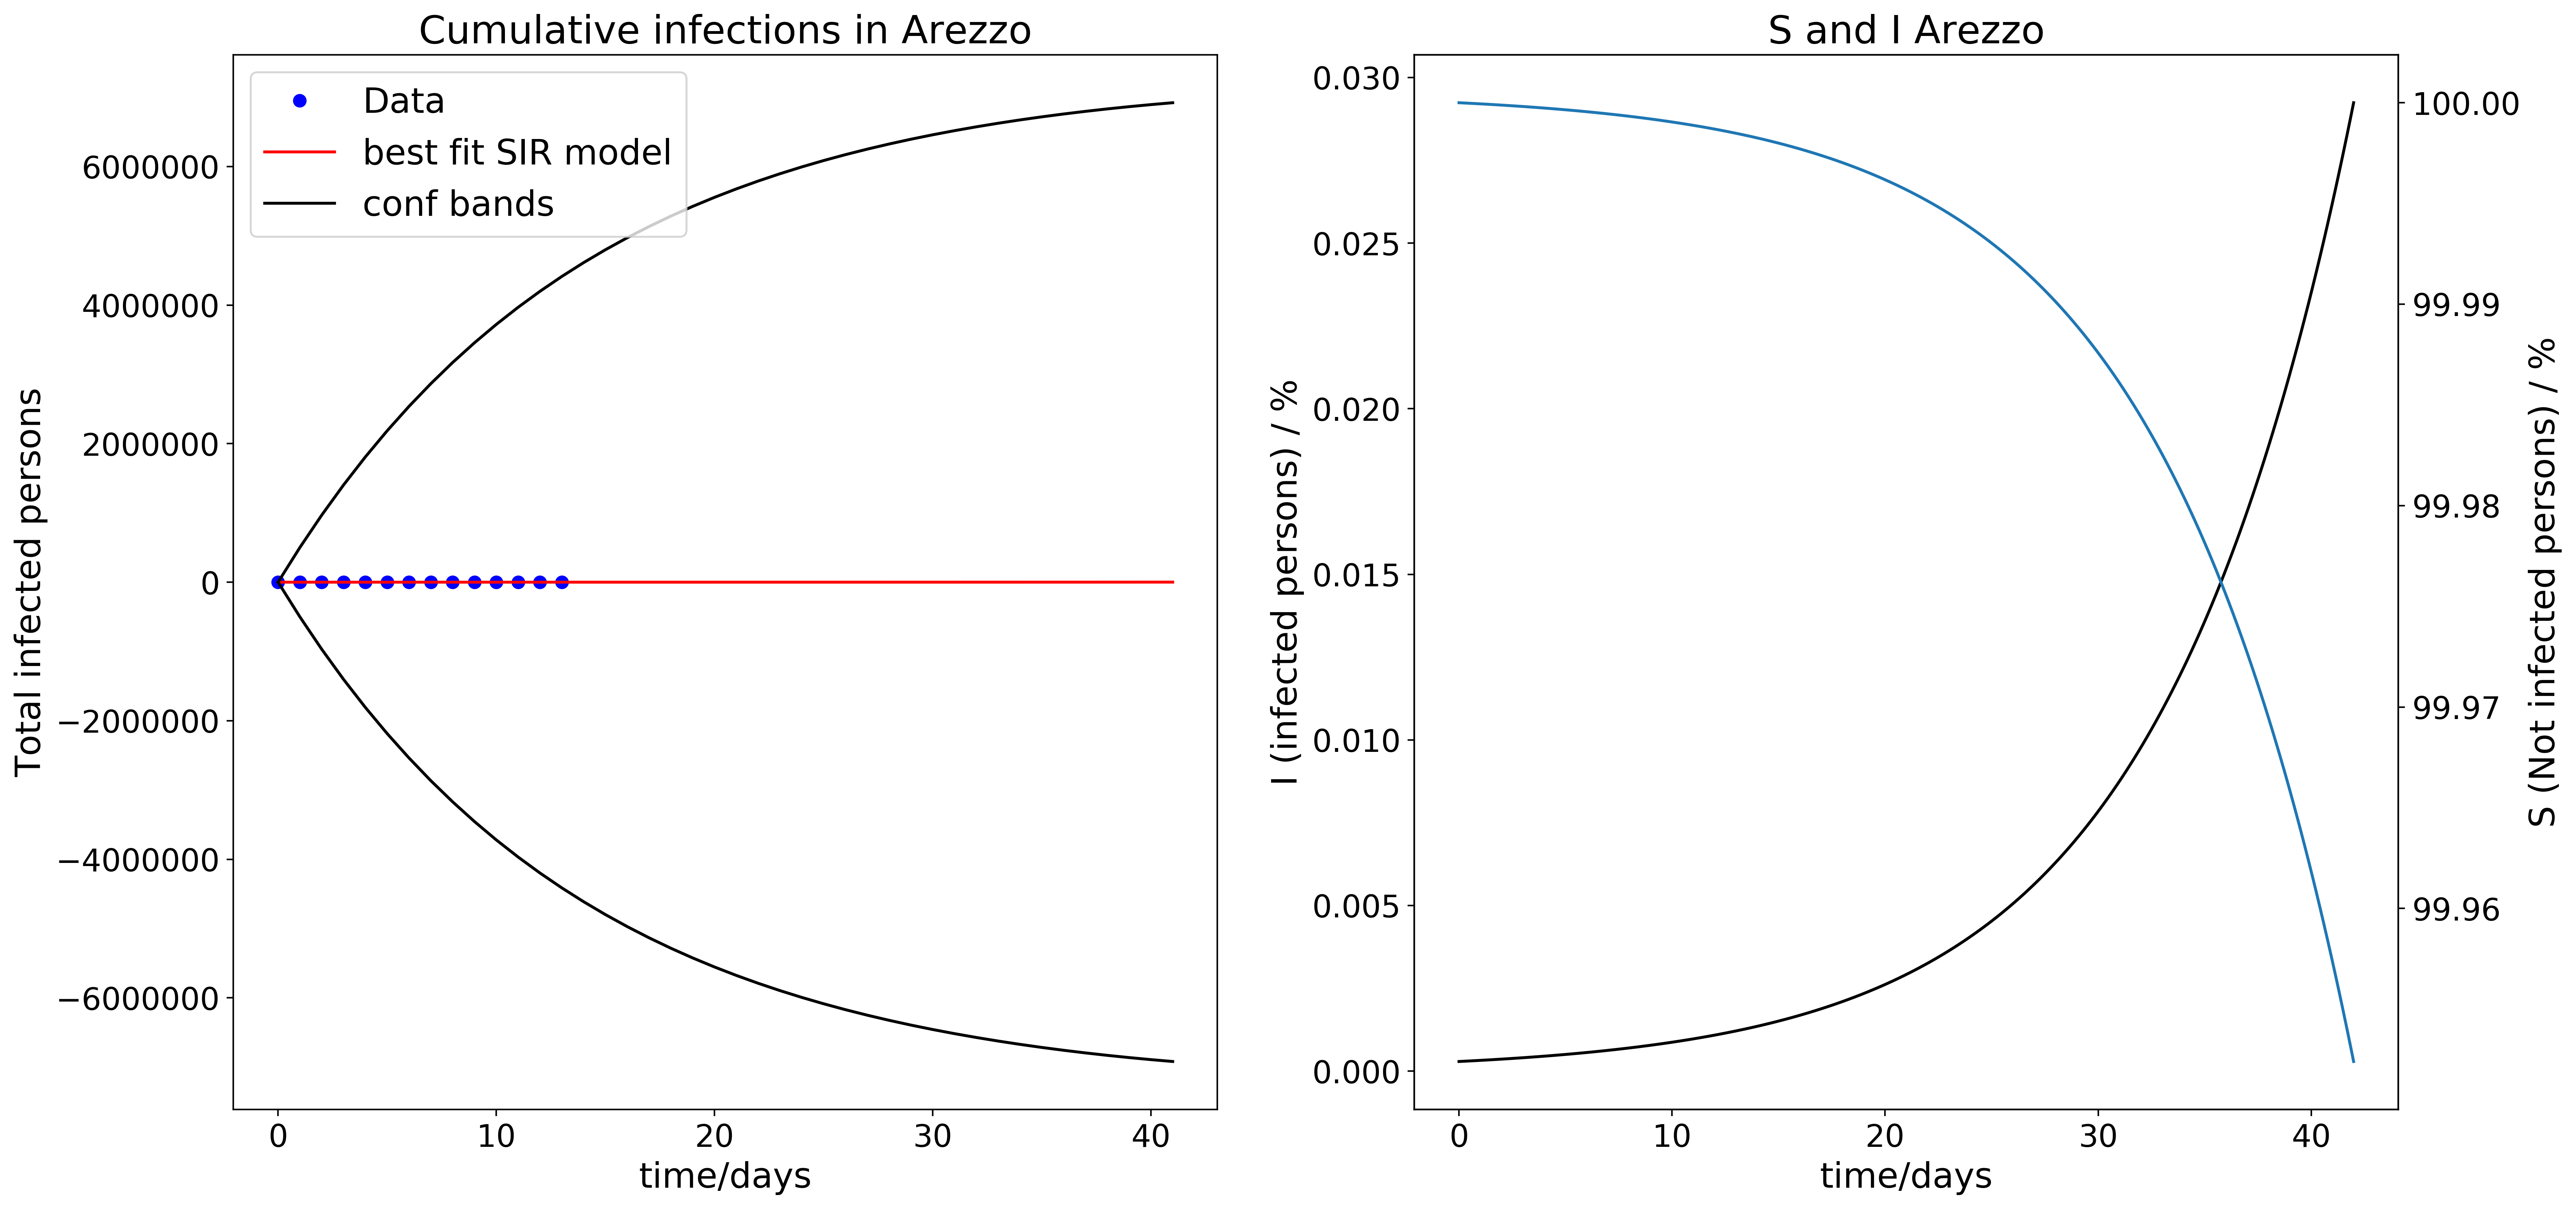 Cumulative infections in Arezzo
Data
best fit SIR model
conf bands
Total infected persons
6000000
4000000
2000000
0
−2000000
−4000000
−6000000
0 10 20 30 40
time/days
S and I Arezzo
I (infected persons) / %
0.030
0.025
0.020
0.015
0.010
0.005
0.000
0 10 20 30 40
time/days
100.00
99.99
99.98
99.97
99.96
S (Not infected persons) / %